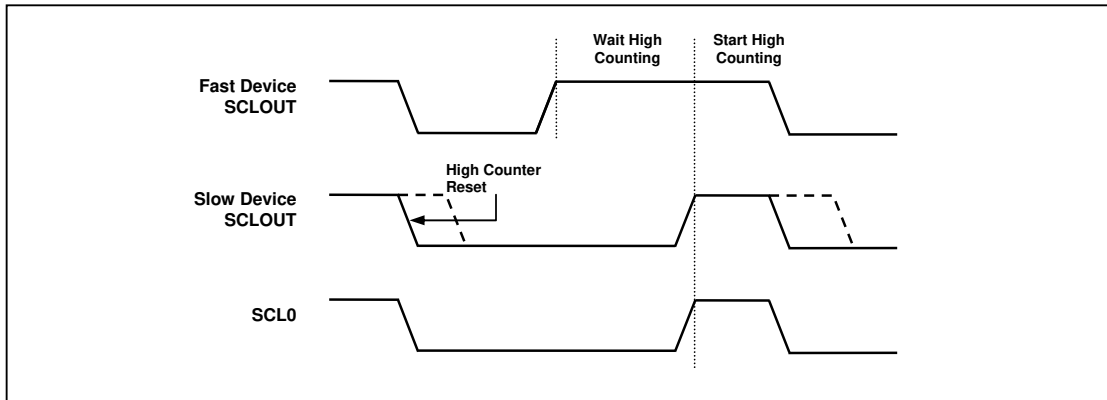 Wait High
Counting
Start High
Counting
Fast Device
SCLOUT
High Counter
Reset
Slow Device
SCLOUT
SCL0